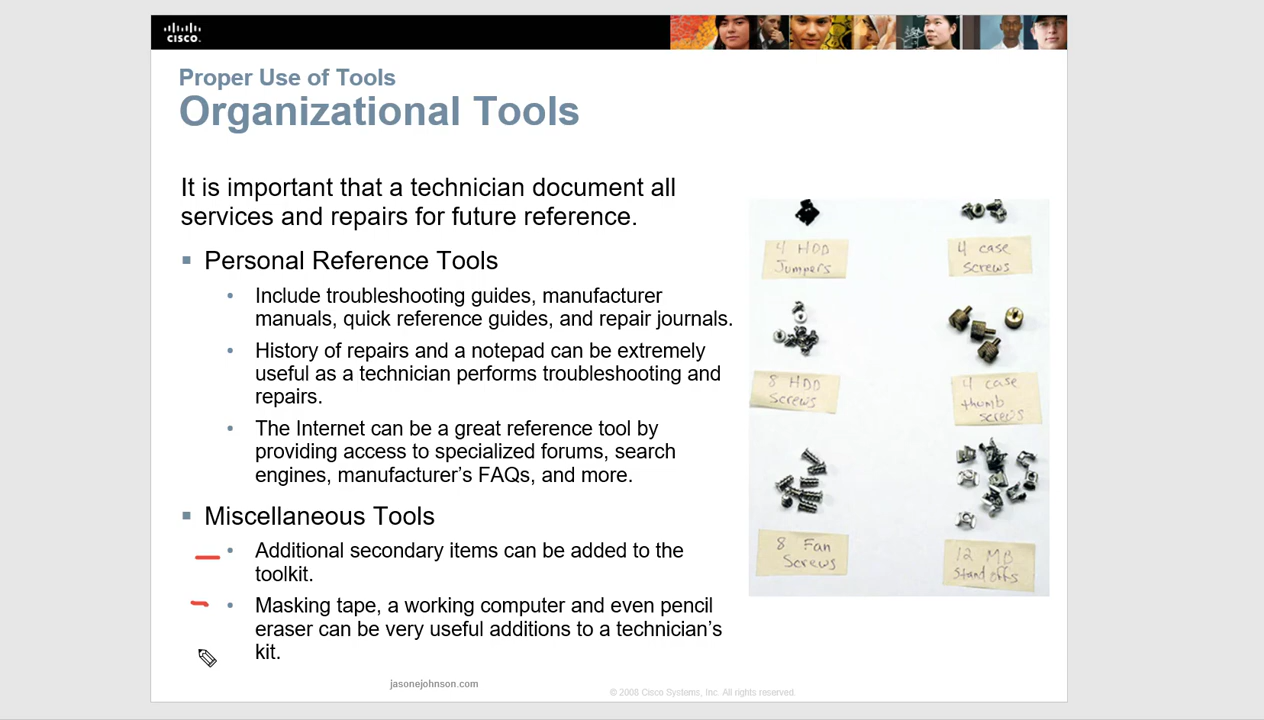 CISCO
Proper Use of Tools
Organizational Tools
It is important that a technician document all
services and repairs for future reference.
Personal Reference Tools
Include troubleshooting guides, manufacturer
manuals, quick reference guides, and repair journals.
History of repairs and a notepad can be extremely
useful as a technician performs troubleshooting and
repairs.
The Internet can be a great reference tool by
providing access to specialized forums, search
engines, manufacturer's FAQs, and more.
Miscellaneous Tools
Additional secondary items can be added to the
toolkit.
Masking tape, a working computer and even pencil
eraser can be very useful additions to a technician's
kit.
4 HDD
Jumpers
4 case
screws
8 HDD
Screws
4 case
thumb
screws
8 Fan
Screws
12 MB
Standoffs
jasonejohnson.com
© 2008 Cisco Systems, Inc. All rights reserved.